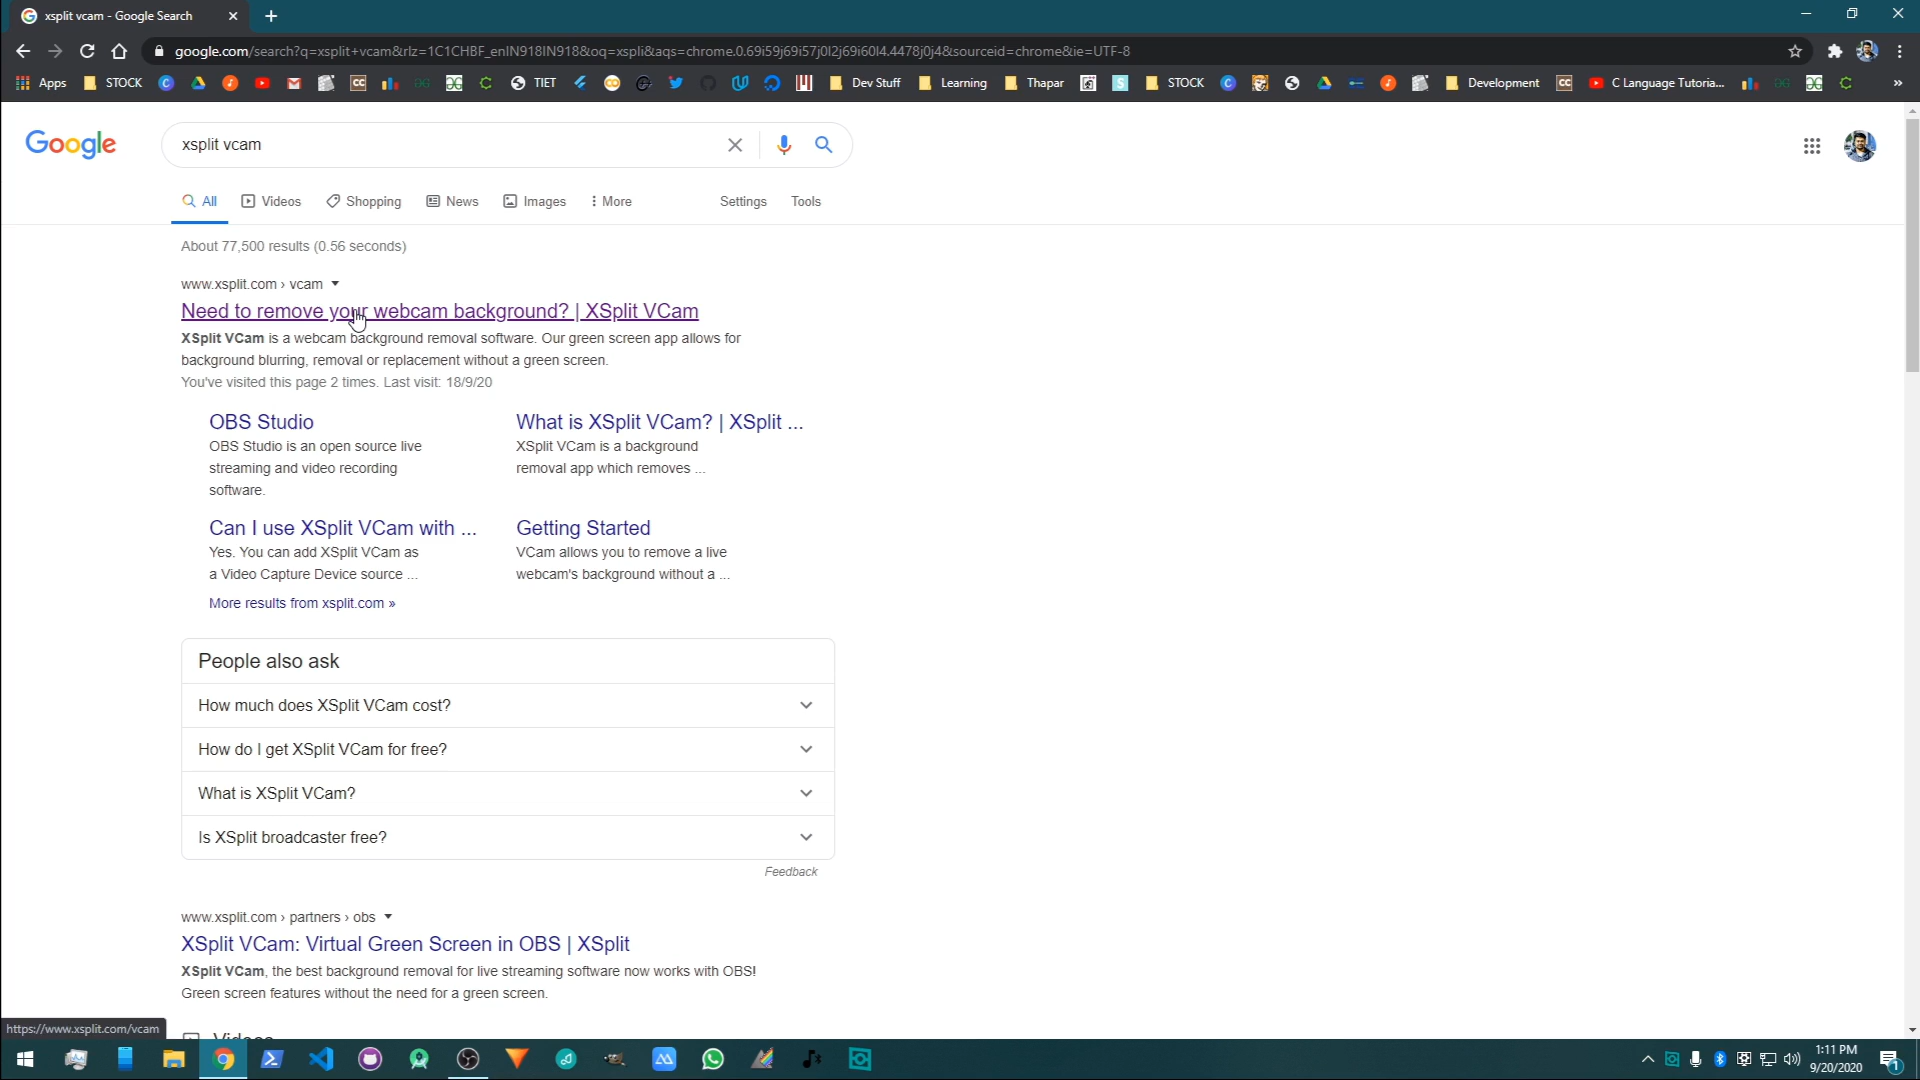 xsplit vcam - Google Search
google.com/search?q=xsplit+vcam&rlz=1C1CHBF_enIN918IN918&oq=xspli&aqs=chrome.0.69i59j69i57j0l2j69i60l4.4478j0j4&sourceid=chrome&ie=UTF-8
Apps STOCK TIET Dev Stuff Learning Thapar STOCK Development CC C Language Tutoria... »
Google xsplit vcam
All Videos Shopping News Images More Settings Tools
About 77,500 results (0.56 seconds)
www.xsplit.com › vcam
Need to remove your webcam background? | XSplit VCam
XSplit VCam is a webcam background removal software. Our green screen app allows for
background blurring, removal or replacement without a green screen.
You've visited this page 2 times. Last visit: 18/9/20
OBS Studio
OBS Studio is an open source live
streaming and video recording
software.
What is XSplit VCam? | XSplit ...
XSplit VCam is a background
removal app which removes ...
Can I use XSplit VCam with ...
Yes. You can add XSplit VCam as
a Video Capture Device source ...
Getting Started
VCam allows you to remove a live
webcam's background without a ...
More results from xsplit.com »
People also ask
How much does XSplit VCam cost?
How do I get XSplit VCam for free?
What is XSplit VCam?
Is XSplit broadcaster free?
Feedback
www.xsplit.com › partners › obs
XSplit VCam: Virtual Green Screen in OBS | XSplit
XSplit VCam, the best background removal for live streaming software now works with OBS!
Green screen features without the need for a green screen.
Videos
https://www.xsplit.com/vcam
1:11 PM
9/20/2020
1